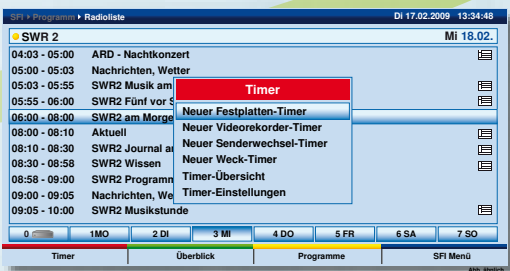 SFI ▸ Programm ▸ Radioliste Di 17.02.2009 13:34:48
SWR 2 Mi 18.02.
04:03 - 05:00 ARD - Nachtkonzert
05:00 - 05:03 Nachrichten, Wetter
05:03 - 05:55 SWR2 Musik am
05:55 - 06:00 SWR2 Fünf vor
06:00 - 08:00 SWR2 am Morge
08:00 - 08:10 Aktuell
08:10 - 08:30 SWR2 Journal a
08:30 - 08:58 SWR2 Wissen
08:58 - 09:00 SWR2 Program
09:00 - 09:05 Nachrichten, We
09:05 - 10:00 SWR2 Musikstunde
Timer
Neuer Festplatten-Timer
Neuer Videorekorder-Timer
Neuer Senderwechsel-Timer
Neuer Weck-Timer
Timer-Übersicht
Timer-Einstellungen
0 1MO 2 DI 3 MI 4 DO 5 FR 6 SA 7 SO
Timer Überblick Programme SFI Menü
Abb. ähnlich